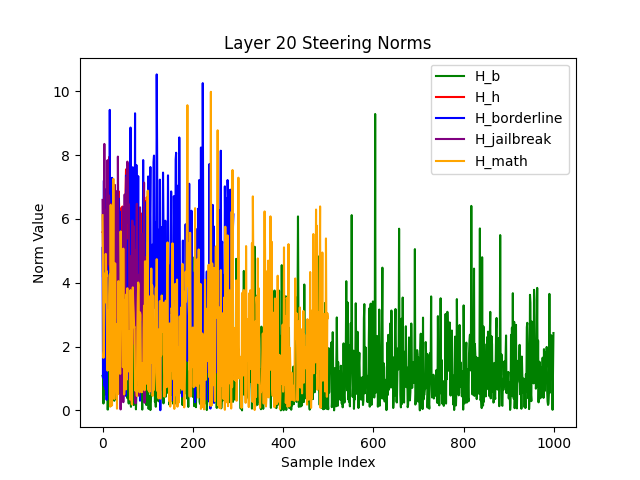 Layer 20 Steering Norms
H_b
H_h
H_borderline
H_jailbreak
H_math
Norm Value
10
8
6
4
2
0
0 200 400 600 800 1000
Sample Index